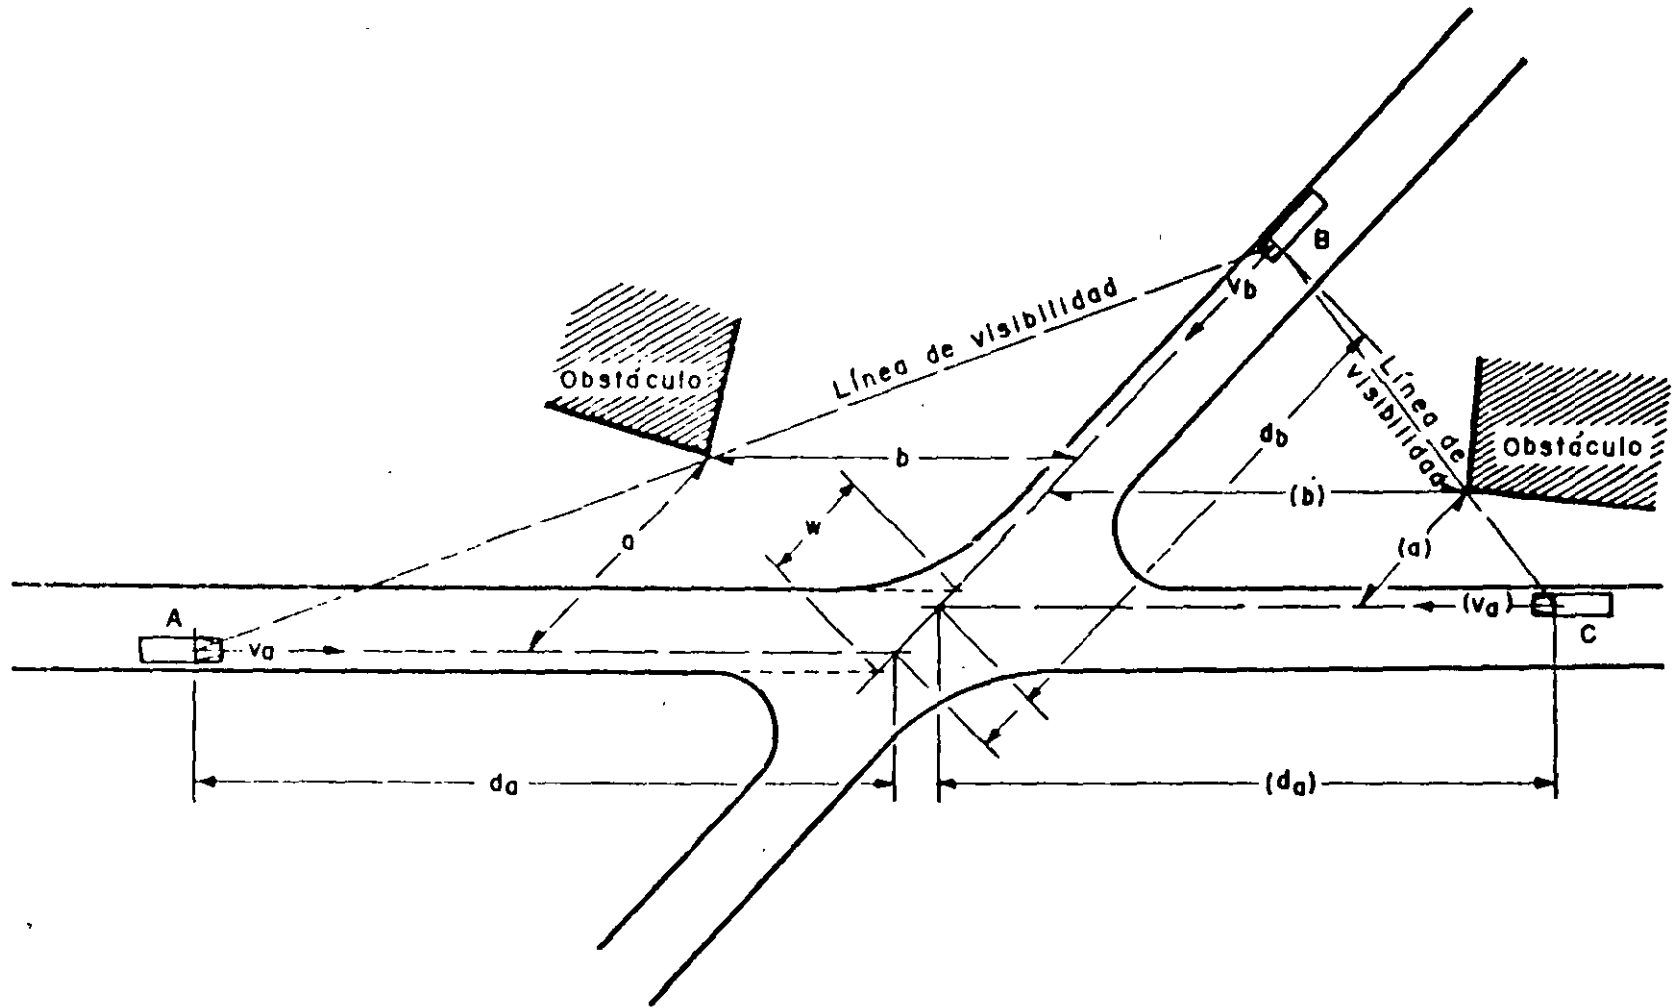 B
vb
Línea de visibilidad
Obstáculo
Línea de
visibilidad
db
Obstáculo
b
(b)
w
a
(a)
A
va
(va)
C
da
(da)